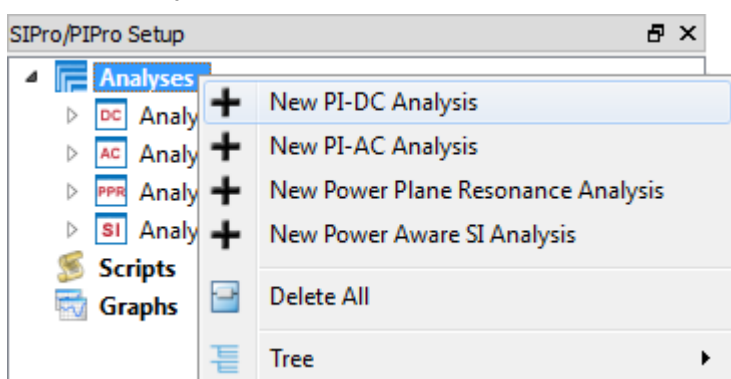 SIPro/PIPro Setup
Analyses
New PI-DC Analysis
DC Analy
New PI-AC Analysis
AC Analy
New Power Plane Resonance Analysis
PPR Analy
New Power Aware SI Analysis
SI Analy
Scripts
Delete All
Graphs
Tree